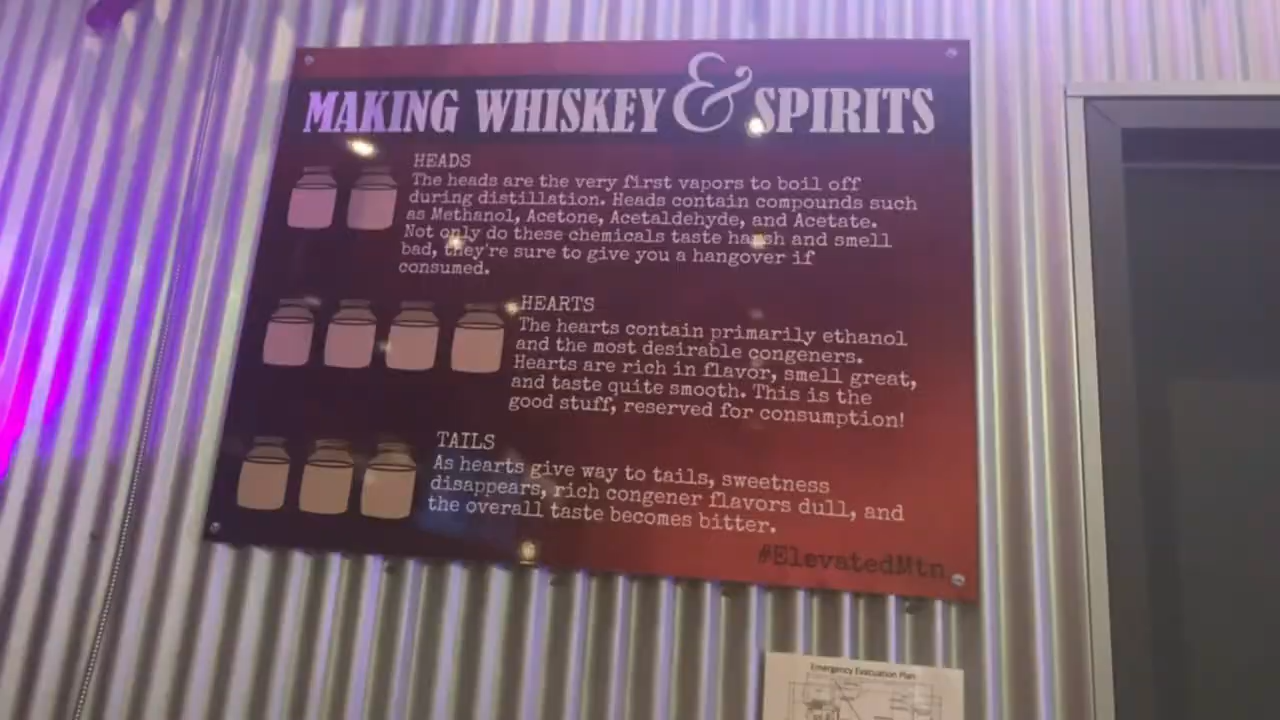 MAKING WHISKEY & SPIRITS
HEADS
The heads are the very first vapors to boil off
during distillation. Heads contain compounds such
as Methanol, Acetone, Acetaldehyde, and Acetate.
Not only do these chemicals taste harsh and smell
bad, they're sure to give you a hangover if
consumed.
HEARTS
The hearts contain primarily ethanol
and the most desirable congeners.
Hearts are rich in flavor, smell great,
and taste quite smooth. This is the
good stuff, reserved for consumption!
TAILS
As hearts give way to tails, sweetness
disappears, rich congener flavors dull, and
the overall taste becomes bitter.
#ElevatedMtn
Emergency Evacuation Plan